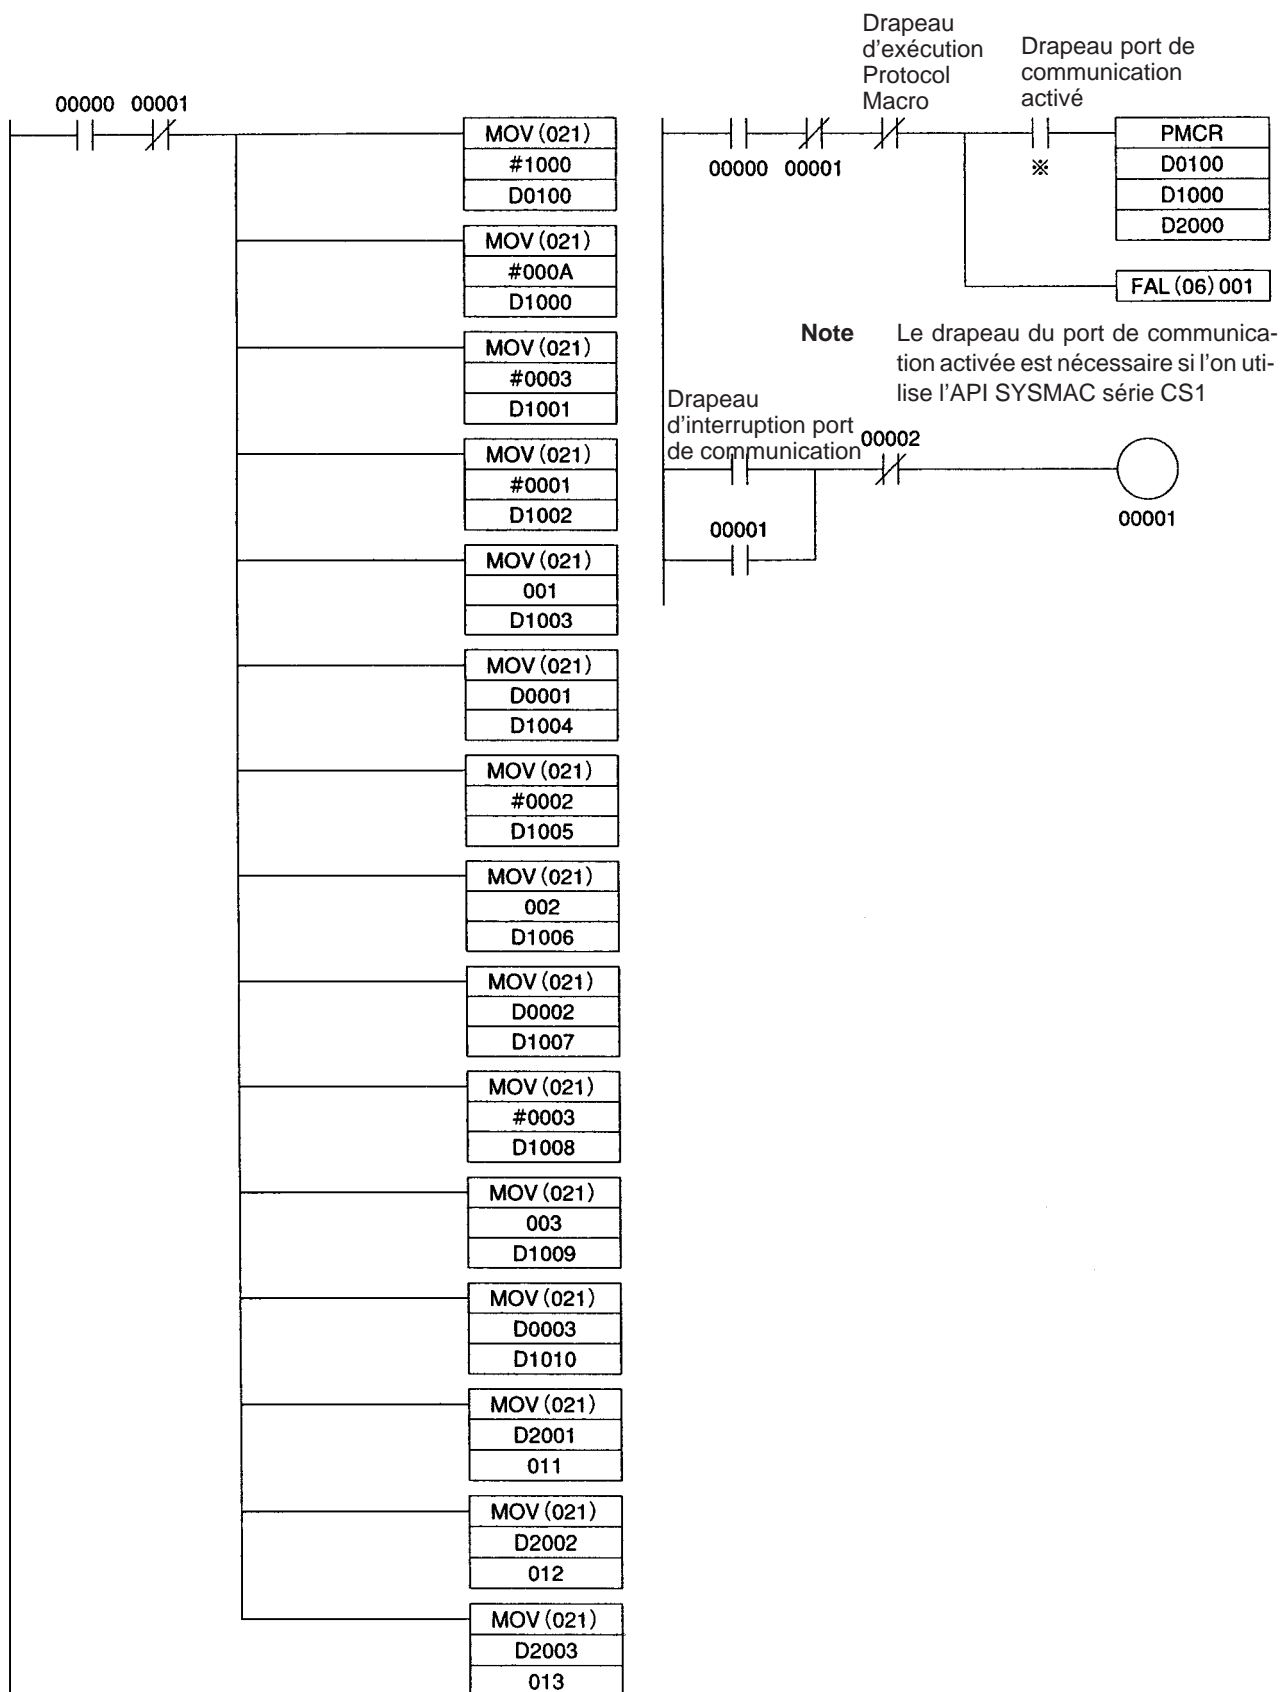 00000 00001
MOV(021)
#1000
D0100
MOV(021)
#000A
D1000
MOV(021)
#0003
D1001
MOV(021)
#0001
D1002
MOV(021)
001
D1003
MOV(021)
D0001
D1004
MOV(021)
#0002
D1005
MOV(021)
002
D1006
MOV(021)
D0002
D1007
MOV(021)
#0003
D1008
MOV(021)
003
D1009
MOV(021)
D0003
D1010
MOV(021)
D2001
011
MOV(021)
D2002
012
MOV(021)
D2003
013
Drapeau
d'exécution
Protocol
Macro
Drapeau port de
communication
activé
00000 00001
※
PMCR
D0100
D1000
D2000
FAL(06)001
Note Le drapeau du port de communica-
tion activée est nécessaire si l'on uti-
lise l'API SYSMAC série CS1
Drapeau
d'interruption port
de communication
00002
00001
00001